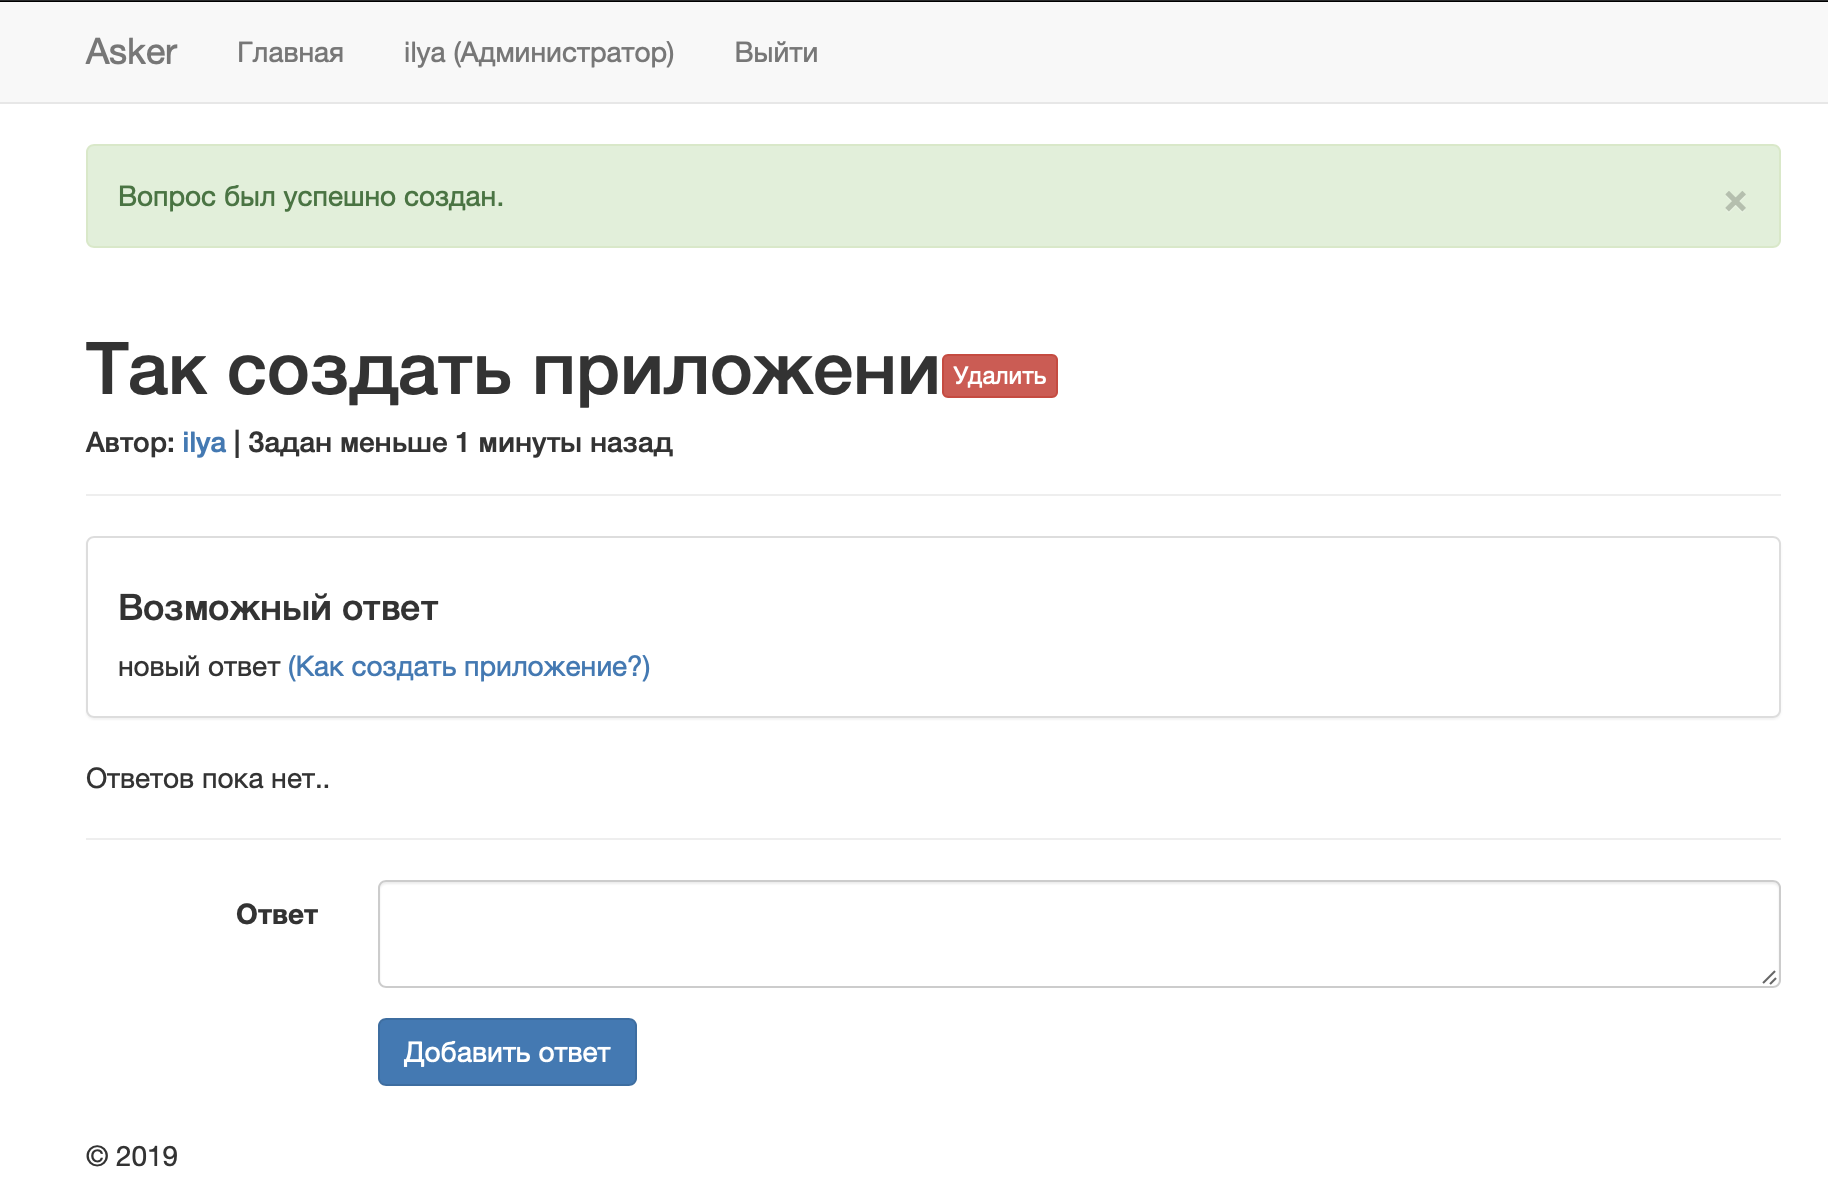 Asker Главная ilya (Администратор) Выйти
Вопрос был успешно создан. ×
Так создать приложени Удалить
Автор: ilya | Задан меньше 1 минуты назад
Возможный ответ
новый ответ (Как создать приложение?)
Ответов пока нет..
Ответ
Добавить ответ
© 2019